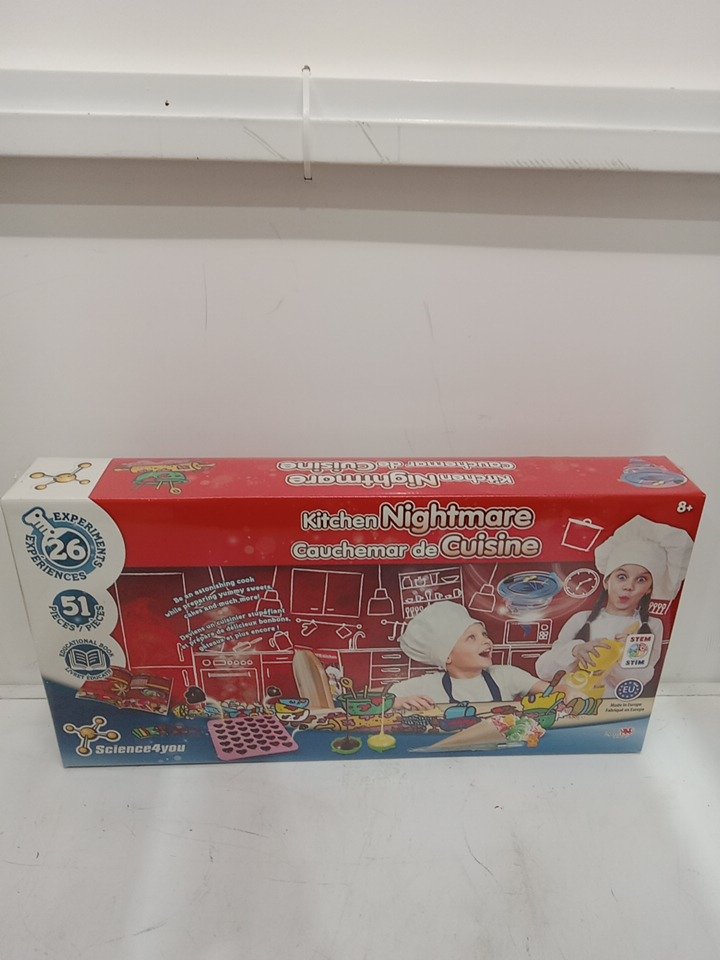 Cauchemar de Cuisine
Kitchen Nightmare
Kitchen Nightmare
Cauchemar de Cuisine
8+
26
EXPERIMENTS
EXPÉRIENCES
51
PIECES / PIÈCES
EDUCATIONAL BOOK
LIVRET ÉDUCATIF
Be an astonishing cook
while preparing yummy sweets,
cakes and much more!
Deviens un cuisinier stupéfiant
et prépare de délicieux bonbons,
gâteaux et plus encore !
STEM
STIM
EU
Made in Europe
Fabriqué en Europe
Science4you